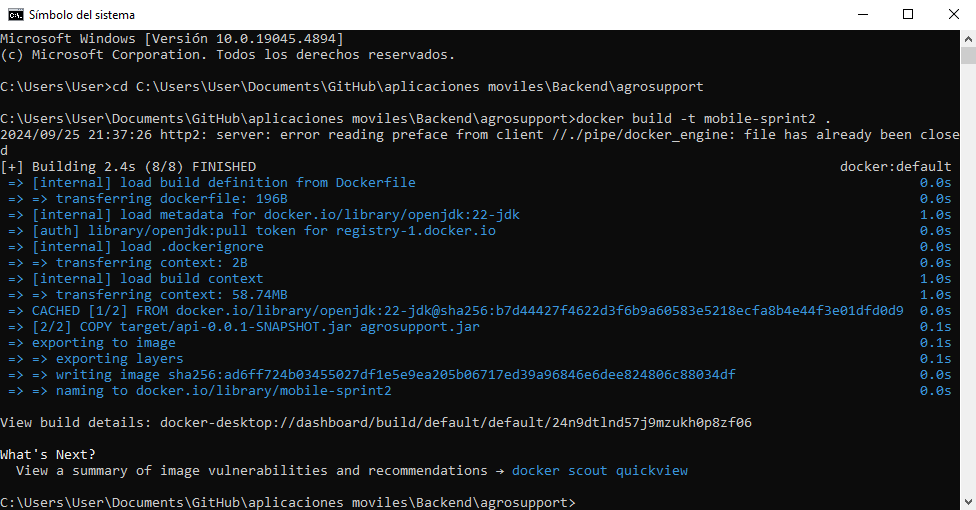 Símbolo del sistema
Microsoft Windows [Versión 10.0.19045.4894]
(c) Microsoft Corporation. Todos los derechos reservados.
C:\Users\User>cd C:\Users\User\Documents\GitHub\aplicaciones moviles\Backend\agrosupport
C:\Users\User\Documents\GitHub\aplicaciones moviles\Backend\agrosupport>docker build -t mobile-sprint2 .
2024/09/25 21:37:26 http2: server: error reading preface from client //./pipe/docker_engine: file has already been close
d
[+] Building 2.4s (8/8) FINISHED docker:default
=> [internal] load build definition from Dockerfile 0.0s
=> => transferring dockerfile: 196B 0.0s
=> [internal] load metadata for docker.io/library/openjdk:22-jdk 1.0s
=> [auth] library/openjdk:pull token for registry-1.docker.io 0.0s
=> [internal] load .dockerignore 0.0s
=> => transferring context: 2B 0.0s
=> [internal] load build context 1.0s
=> => transferring context: 58.74MB 1.0s
=> CACHED [1/2] FROM docker.io/library/openjdk:22-jdk@sha256:b7d44427f4622d3f6b9a60583e5218ecfa8b4e44f3e01dfd0d9 0.0s
=> [2/2] COPY target/api-0.0.1-SNAPSHOT.jar agrosupport.jar 0.1s
=> exporting to image 0.1s
=> => exporting layers 0.1s
=> => writing image sha256:ad6ff724b03455027df1e5e9ea205b06717ed39a96846e6dee824806c88034df 0.0s
=> => naming to docker.io/library/mobile-sprint2 0.0s
View build details: docker-desktop://dashboard/build/default/default/24n9dtlnd57j9mzukh0p8zf06
What's Next?
View a summary of image vulnerabilities and recommendations → docker scout quickview
C:\Users\User\Documents\GitHub\aplicaciones moviles\Backend\agrosupport>